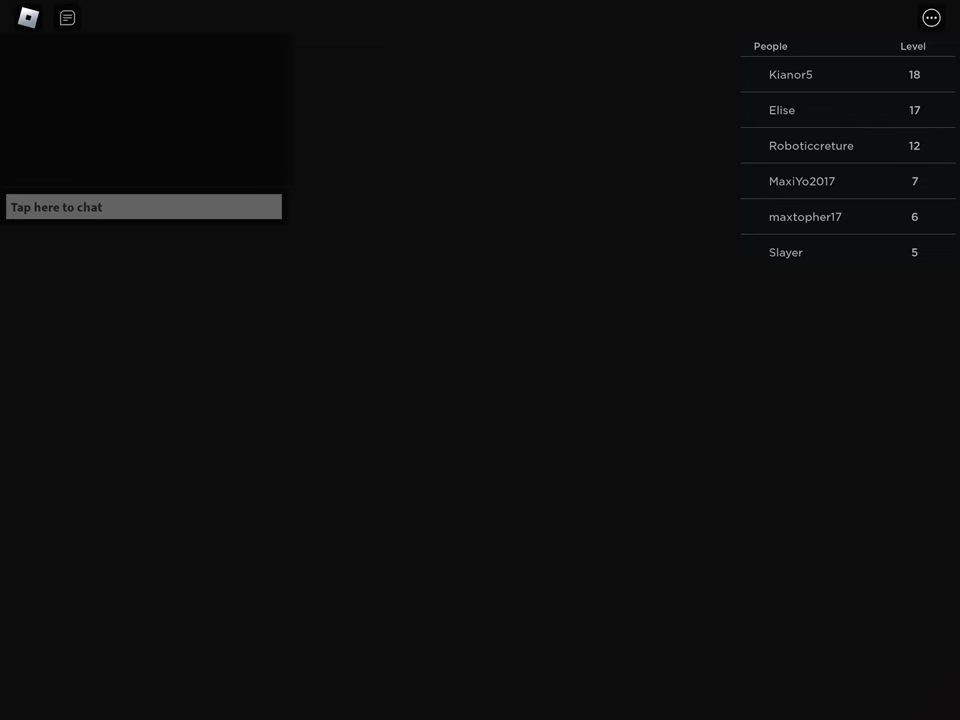 People Level
Kianor5 18
Elise 17
Roboticcreture 12
MaxiYo2017 7
Tap here to chat
maxtopher17 6
Slayer 5